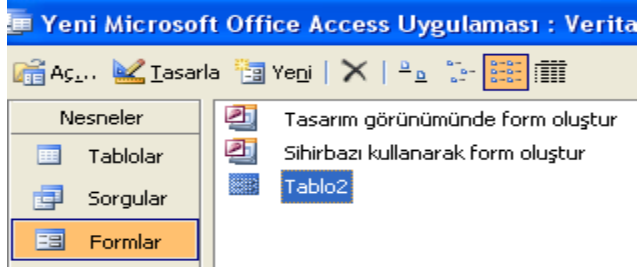 Yeni Microsoft Office Access Uygulaması : Verita
Aç... Tasarla Yeni
Nesneler
Tasarım görünümünde form oluştur
Tablolar
Sihirbazı kullanarak form oluştur
Sorgular
Tablo2
Formlar